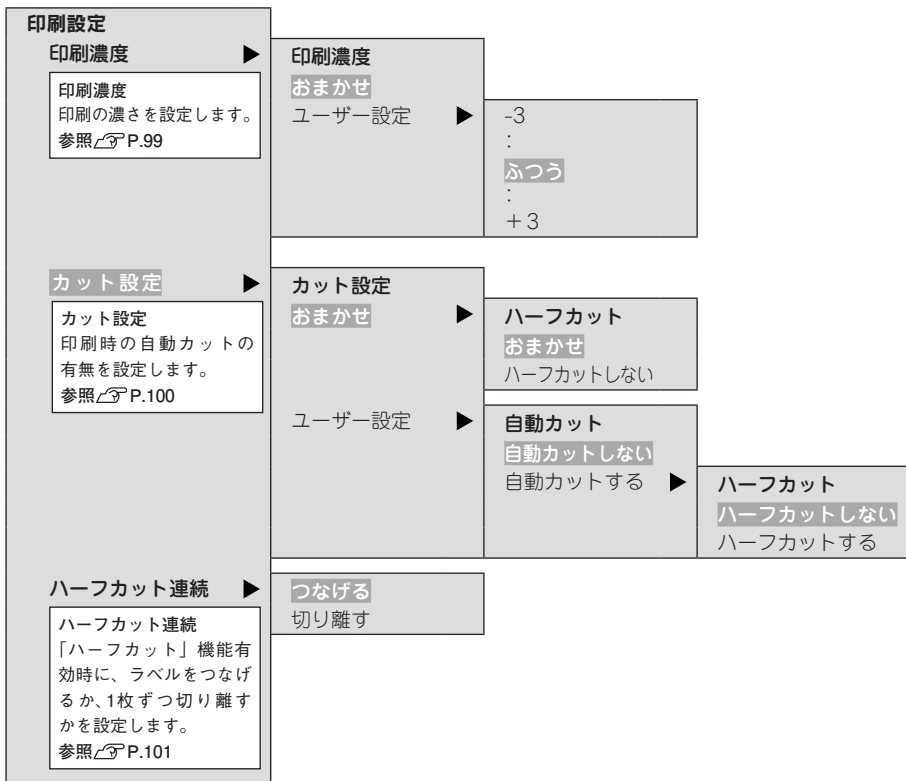 印刷設定
印刷濃度 ▶
印刷濃度
印刷の濃さを設定します。
参照 P.99
印刷濃度
おまかせ
ユーザー設定 ▶
-3
:
ふつう
:
+3
カット設定 ▶
カット設定
印刷時の自動カットの
有無を設定します。
参照 P.100
カット設定
おまかせ ▶
ハーフカット
おまかせ
ハーフカットしない
ユーザー設定 ▶
自動カット
自動カットしない
自動カットする ▶
ハーフカット
ハーフカットしない
ハーフカットする
ハーフカット連続 ▶
ハーフカット連続
「ハーフカット」機能有
効時に、ラベルをつなげ
るか、1枚ずつ切り離す
かを設定します。
参照 P.101
つなげる
切り離す